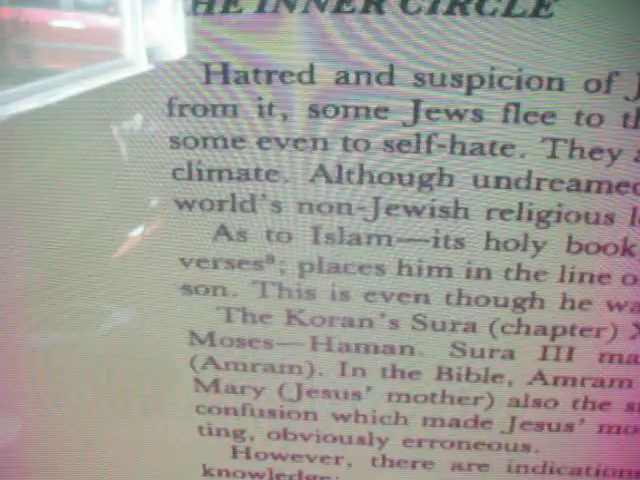 THE INNER CIRCLE
Hatred and suspicion of J
from it, some Jews flee to th
some even to self-hate. They
climate. Although undreamed
world's non-Jewish religious l
As to Islam—its holy book,
verses⁸; places him in the line o
son. This is even though he wa
The Koran's Sura (chapter) X
Moses—Haman. Sura III ma
(Amram). In the Bible, Amram
Mary (Jesus' mother) also the s
confusion which made Jesus' mo
ting, obviously erroneous.
However, there are indication
knowledge: